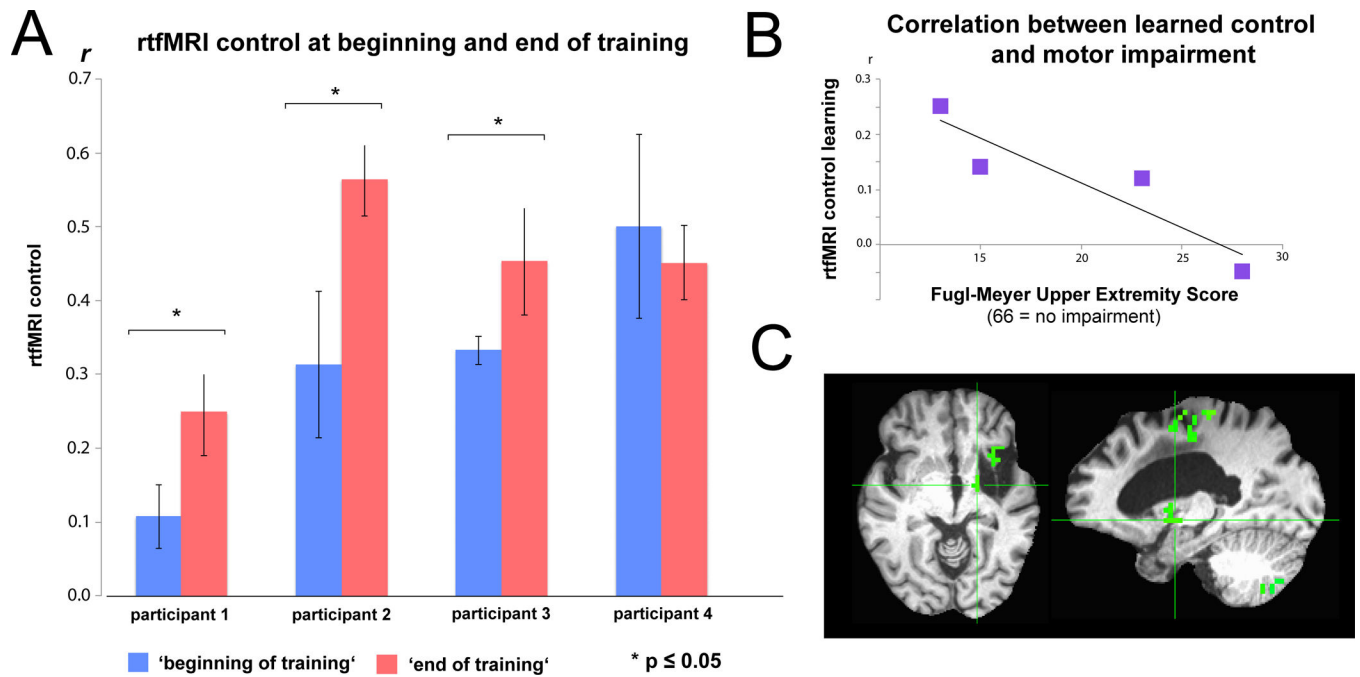 A
rtfMRI control at beginning and end of training
r
0.7
0.6
0.5
0.4
0.3
0.2
0.1
0.0
rtfMRI control
*
*
*
participant 1
participant 2
participant 3
participant 4
‘beginning of training‘
‘end of training‘
* p ≤ 0.05
B
Correlation between learned control
and motor impairment
r
0.3
0.2
0.1
0.0
rtfMRI control learning
15
20
25
30
Fugl-Meyer Upper Extremity Score
(66 = no impairment)
C